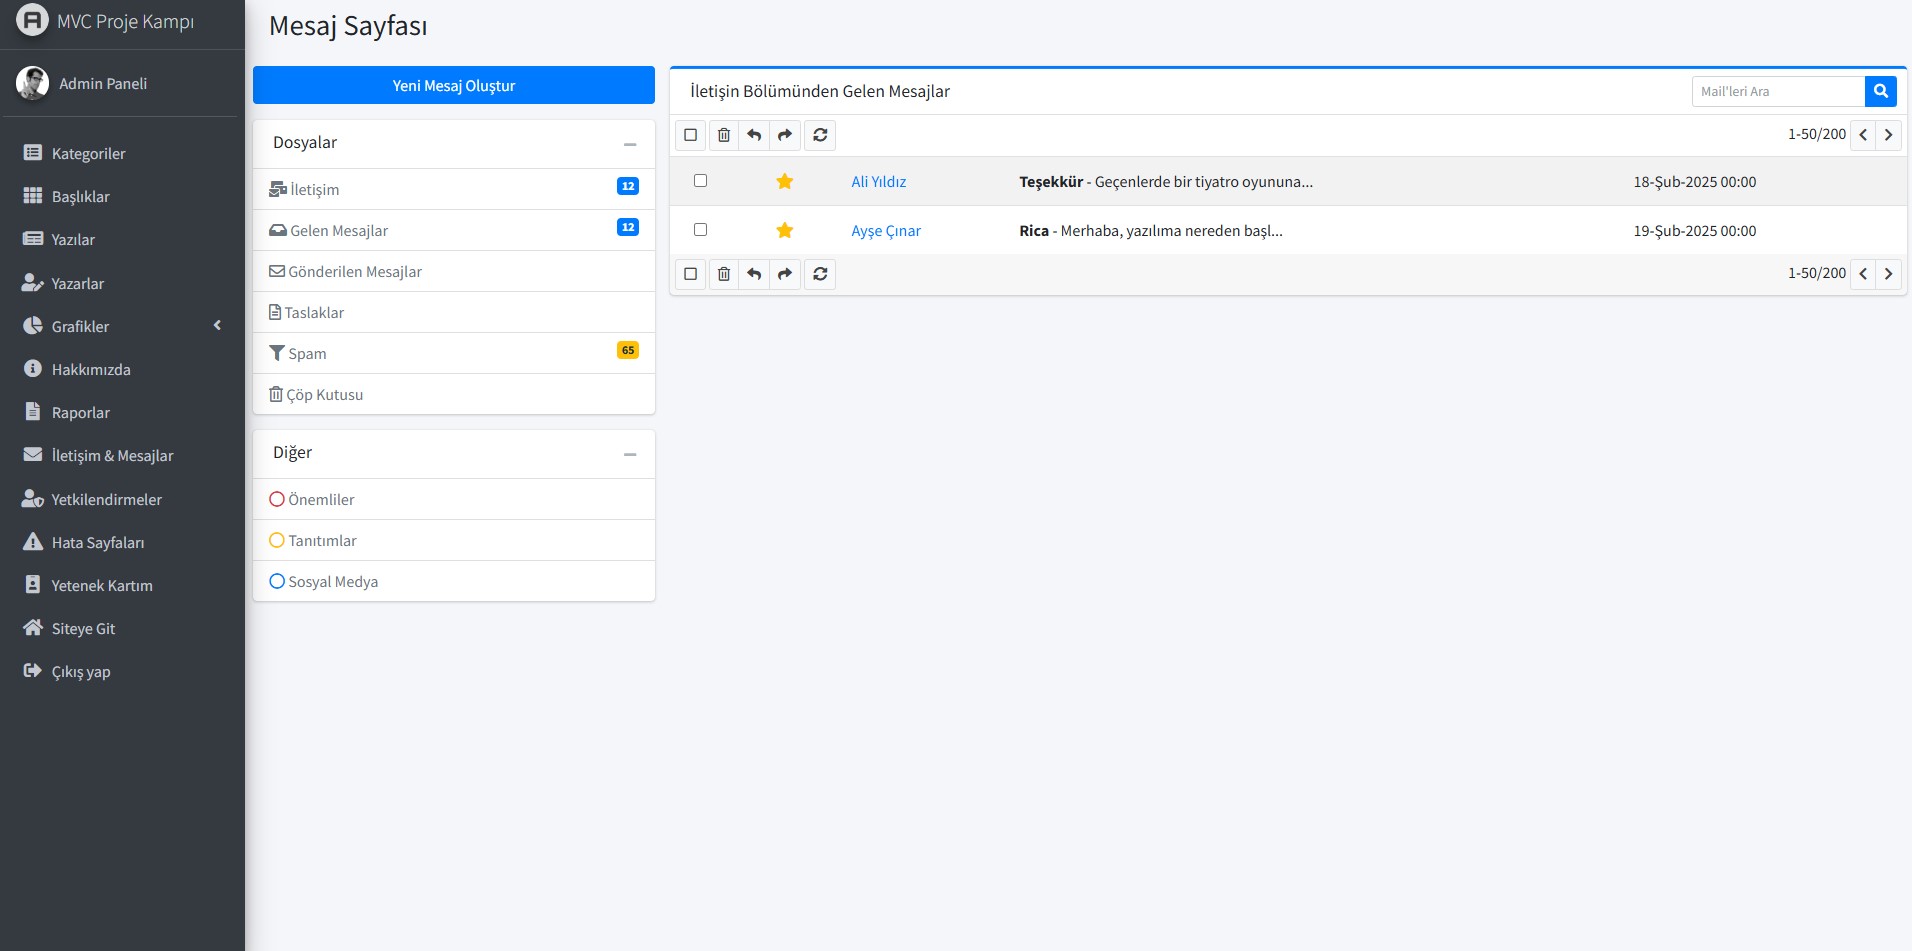 MVC Proje Kampı
Admin Paneli
Kategoriler
Başlıklar
Yazılar
Yazarlar
Grafikler
Hakkımızda
Raporlar
İletişim & Mesajlar
Yetkilendirmeler
Hata Sayfaları
Yetenek Kartım
Siteye Git
Çıkış yap
Mesaj Sayfası
Yeni Mesaj Oluştur
Dosyalar
İletişim 12
Gelen Mesajlar 12
Gönderilen Mesajlar
Taslaklar
Spam 65
Çöp Kutusu
Diğer
Önemliler
Tanıtımlar
Sosyal Medya
İletişin Bölümünden Gelen Mesajlar
Mail'leri Ara
1-50/200
Ali Yıldız Teşekkür - Geçenlerde bir tiyatro oyununa... 18-Şub-2025 00:00
Ayşe Çınar Rica - Merhaba, yazılıma nereden başl... 19-Şub-2025 00:00
1-50/200